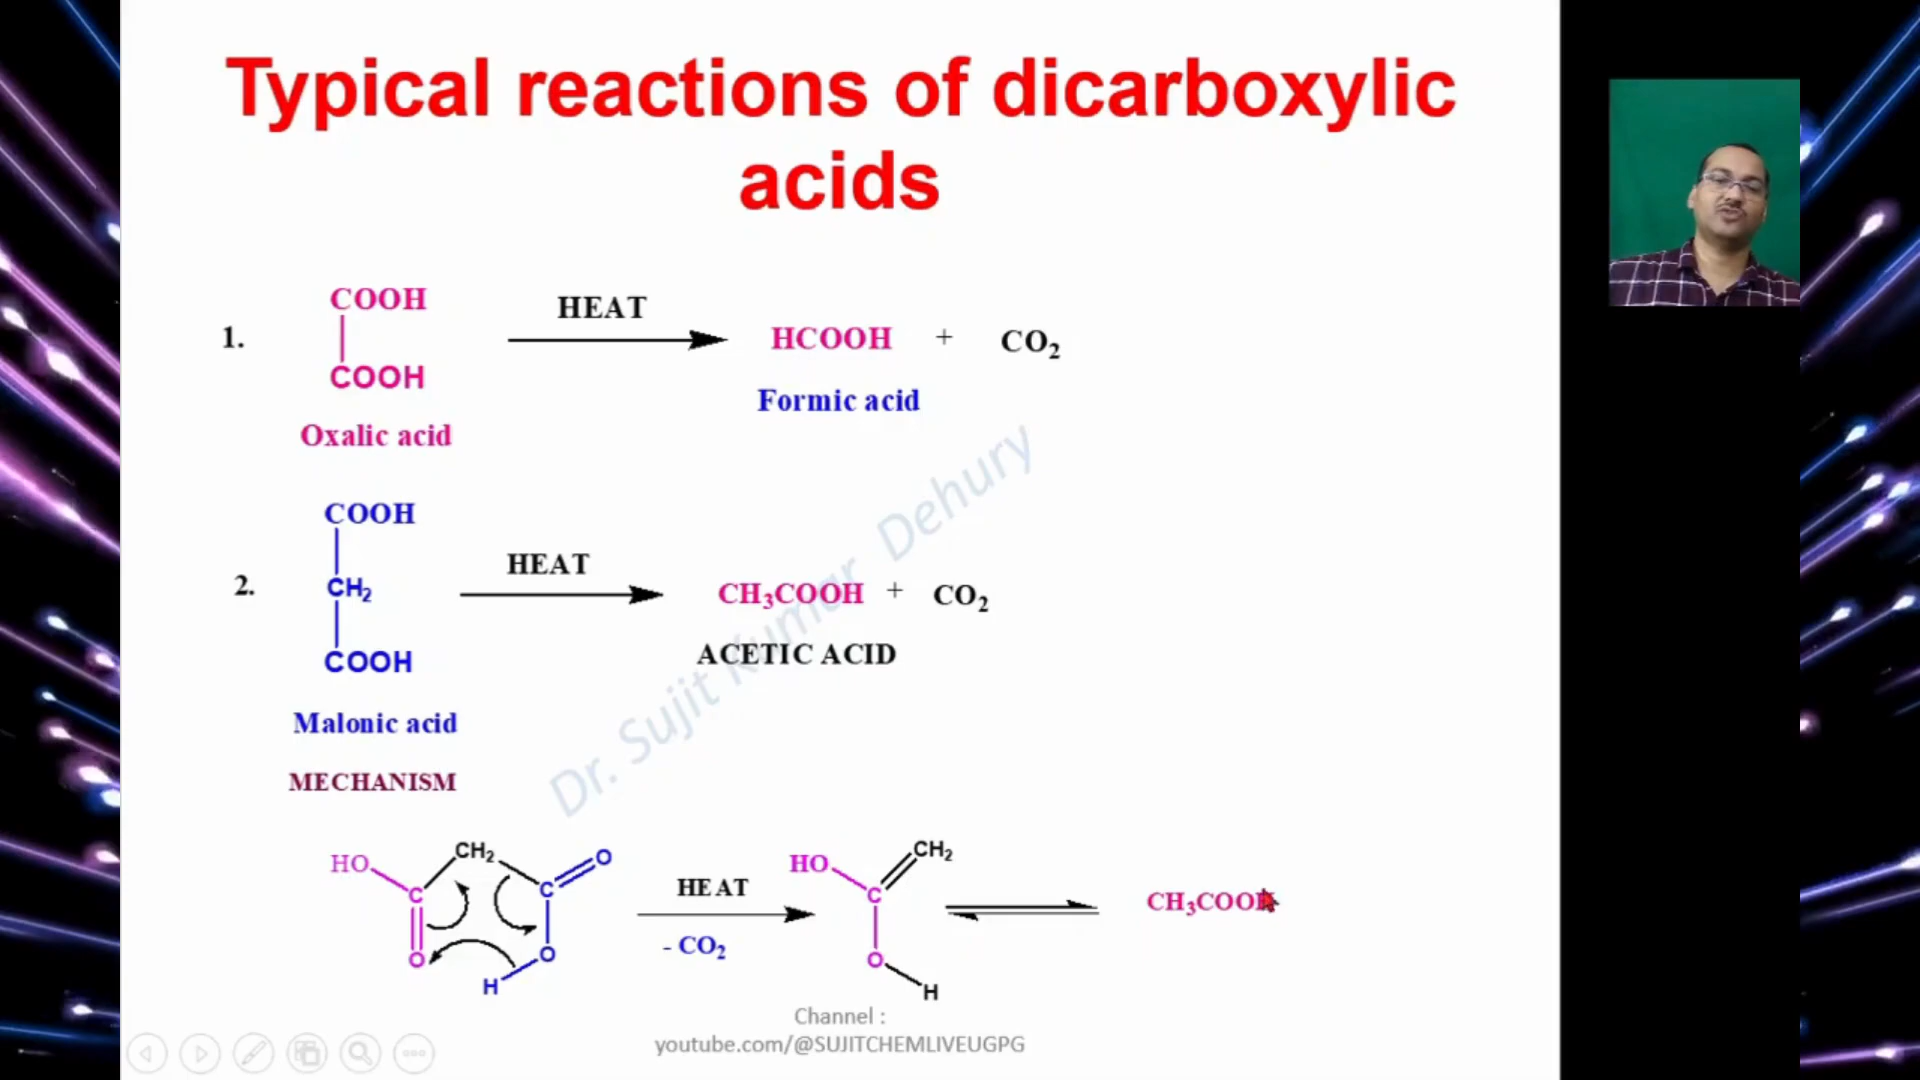 Typical reactions of dicarboxylic
acids
1.
COOH
COOH
HEAT
HCOOH + CO2
Oxalic acid
Formic acid
2.
COOH
CH2
COOH
HEAT
CH3COOH + CO2
Malonic acid
ACETIC ACID
MECHANISM
HO
C
O
CH2
C
O
O
H
HEAT
- CO2
HO
C
CH2
O
H
CH3COO
Dr. Sujit Kumar Dehury
Channel :
youtube.com/@SUJITCHEMLIVEUGPG